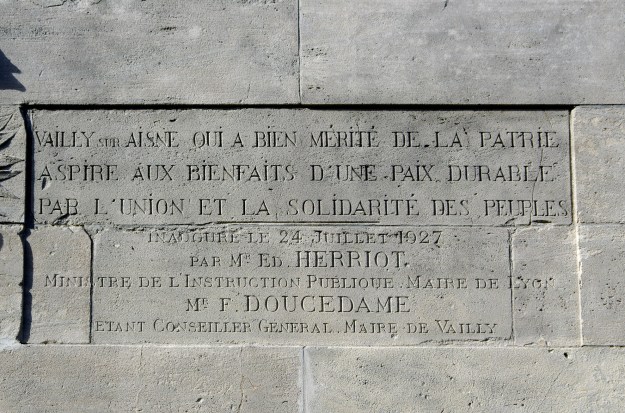 VAILLY SUR AISNE QUI A BIEN MÉRITÉ DE LA PATRIE
ASPIRE AUX BIENFAITS D'UNE PAIX DURABLE
PAR L'UNION ET LA SOLIDARITÉ DES PEUPLES
INAUGURÉ LE 24 JUILLET 1927
PAR MR ED. HERRIOT
MINISTRE DE L'INSTRUCTION PUBLIQUE. MAIRE DE LYON
MR F. DOUCEDAME
ÉTANT CONSEILLER GÉNÉRAL. MAIRE DE VAILLY